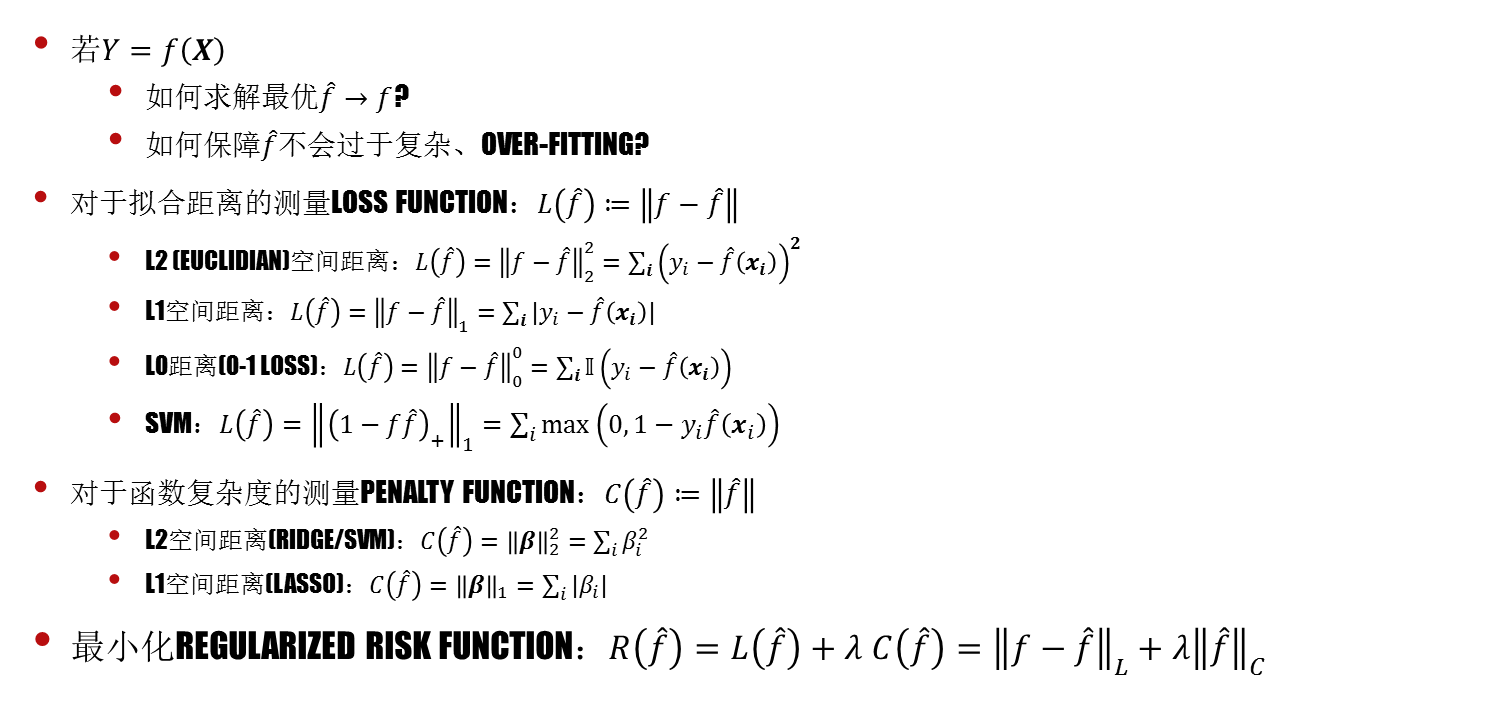 • 若Y = f(X)
• 如何求解最优f̂ → f?
• 如何保障f̂不会过于复杂、OVER-FITTING?
• 对于拟合距离的测量LOSS FUNCTION：L(f̂) ≔ ‖f − f̂‖
• L2 (EUCLIDIAN)空间距离：L(f̂) = ‖f − f̂‖₂² = ∑ᵢ(yᵢ − f̂(xᵢ))²
• L1空间距离：L(f̂) = ‖f − f̂‖₁ = ∑ᵢ|yᵢ − f̂(xᵢ)|
• L0距离(0-1 LOSS)：L(f̂) = ‖f − f̂‖₀⁰ = ∑ᵢ𝕀(yᵢ − f̂(xᵢ))
• SVM：L(f̂) = ‖(1 − ff̂)₊‖₁ = ∑ᵢ max(0, 1 − yᵢf̂(xᵢ))
• 对于函数复杂度的测量PENALTY FUNCTION：C(f̂) ≔ ‖f̂‖
• L2空间距离(RIDGE/SVM)：C(f̂) = ‖β‖₂² = ∑ᵢ βᵢ²
• L1空间距离(LASSO)：C(f̂) = ‖β‖₁ = ∑ᵢ|βᵢ|
• 最小化REGULARIZED RISK FUNCTION：R(f̂) = L(f̂) + λ C(f̂) = ‖f − f̂‖_L + λ‖f̂‖_C